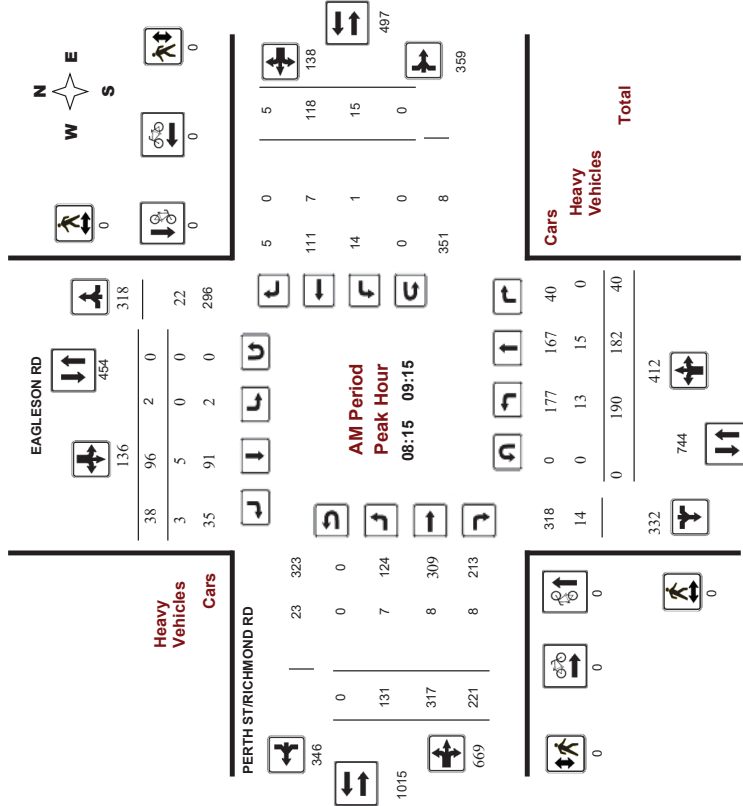 N
W E
S
0
0
0
0
EAGLESON RD
454
136
318
38 96 2 0
3 5 0 0 22
35 91 2 0 296
Heavy
Vehicles
Cars
497
138
359
5 0 5
111 7 118
14 1 15
0 0 0
351 8
AM Period
Peak Hour
08:15 09:15
PERTH ST/RICHMOND RD
346
23 323
0 0 0
131 7 124
317 8 309
221 8 213
1015
669
Cars
Heavy
Vehicles
Total
318 0 177 167 40
14 0 13 15 0
0 190 182 40
332
412
744
0
0
0
0